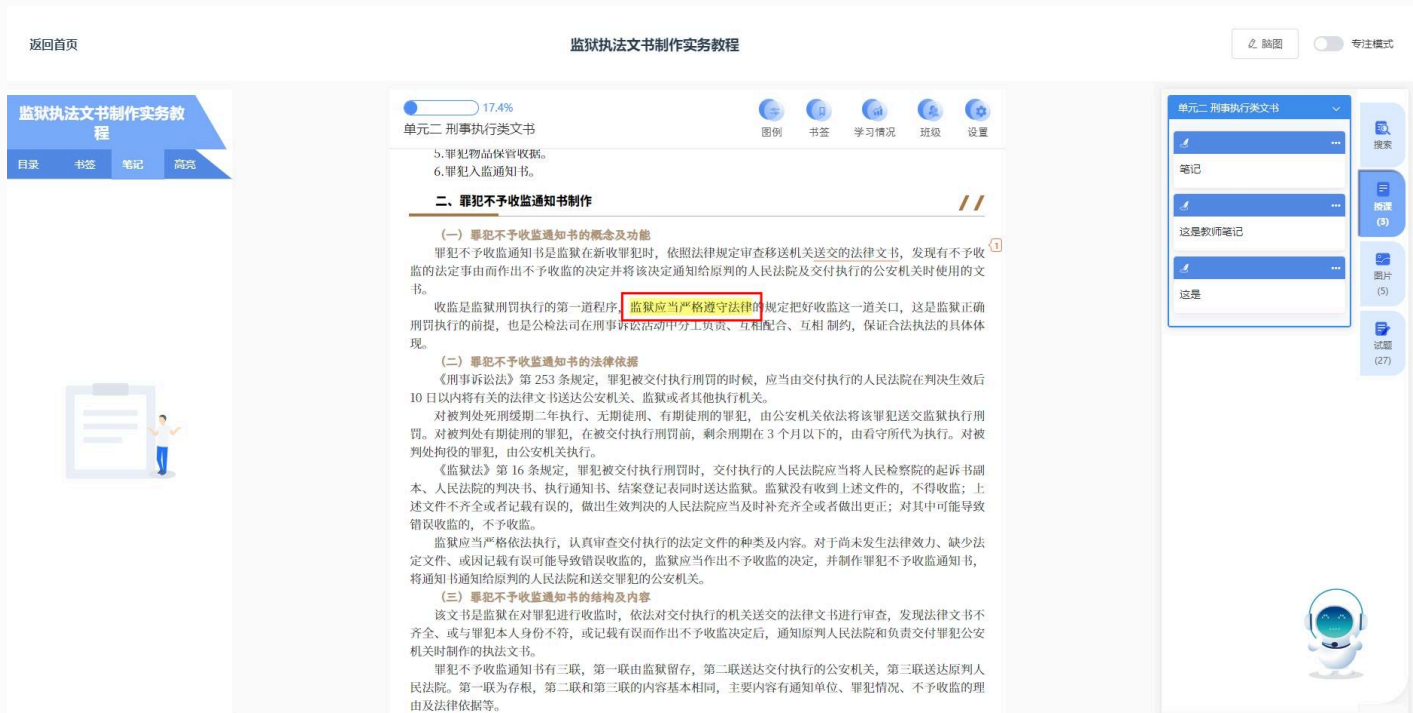 返回首页
监狱执法文书制作实务教程
脑图
专注模式
监狱执法文书制作实务教
程
目录
书签
笔记
高亮
17.4%
单元二 刑事执行类文书
图例
书签
学习情况
班级
设置
5.罪犯物品保管收据。
6.罪犯入监通知书。
二、罪犯不予收监通知书制作
（一）罪犯不予收监通知书的概念及功能
罪犯不予收监通知书是监狱在新收罪犯时，依照法律规定审查移送机关送交的法律文书，发现有不予收
1
监的法定事由而作出不予收监的决定并将该决定通知给原判的人民法院及交付执行的公安机关时使用的文
书。
收监是监狱刑罚执行的第一道程序，监狱应当严格遵守法律的规定把好收监这一道关口，这是监狱正确
刑罚执行的前提，也是公检法司在刑事诉讼活动中分工负责、互相配合、互相 制约，保证合法执法的具体体
现。
（二）罪犯不予收监通知书的法律依据
《刑事诉讼法》第 253 条规定，罪犯被交付执行刑罚的时候，应当由交付执行的人民法院在判决生效后
10 日以内将有关的法律文书送达公安机关、监狱或者其他执行机关。
对被判处死刑缓期二年执行、无期徒刑、有期徒刑的罪犯，由公安机关依法将该罪犯送交监狱执行刑
罚。对被判处有期徒刑的罪犯，在被交付执行刑罚前，剩余刑期在 3 个月以下的，由看守所代为执行。对被
判处拘役的罪犯，由公安机关执行。
《监狱法》第 16 条规定，罪犯被交付执行刑罚时，交付执行的人民法院应当将人民检察院的起诉书副
本、人民法院的判决书、执行通知书、结案登记表同时送达监狱。监狱没有收到上述文件的，不得收监；上
述文件不齐全或者记载有误的，做出生效判决的人民法院应当及时补充齐全或者做出更正；对其中可能导致
错误收监的，不予收监。
监狱应当严格依法执行，认真审查交付执行的法定文件的种类及内容。对于尚未发生法律效力、缺少法
定文件、或因记载有误可能导致错误收监的，监狱应当作出不予收监的决定，并制作罪犯不予收监通知书，
将通知书通知给原判的人民法院和送交罪犯的公安机关。
（三）罪犯不予收监通知书的结构及内容
该文书是监狱在对罪犯进行收监时，依法对交付执行的机关送交的法律文书进行审查，发现法律文书不
齐全、或与罪犯本人身份不符，或记载有误而作出不予收监决定后，通知原判人民法院和负责交付罪犯公安
机关时制作的执法文书。
罪犯不予收监通知书有三联，第一联由监狱留存，第二联送达交付执行的公安机关，第三联送达原判人
民法院。第一联为存根，第二联和第三联的内容基本相同，主要内容有通知单位、罪犯情况、不予收监的理
由及法律依据等。
单元二 刑事执行类文书
笔记
这是教师笔记
这是
搜索
授课
(3)
图片
(5)
试题
(27)